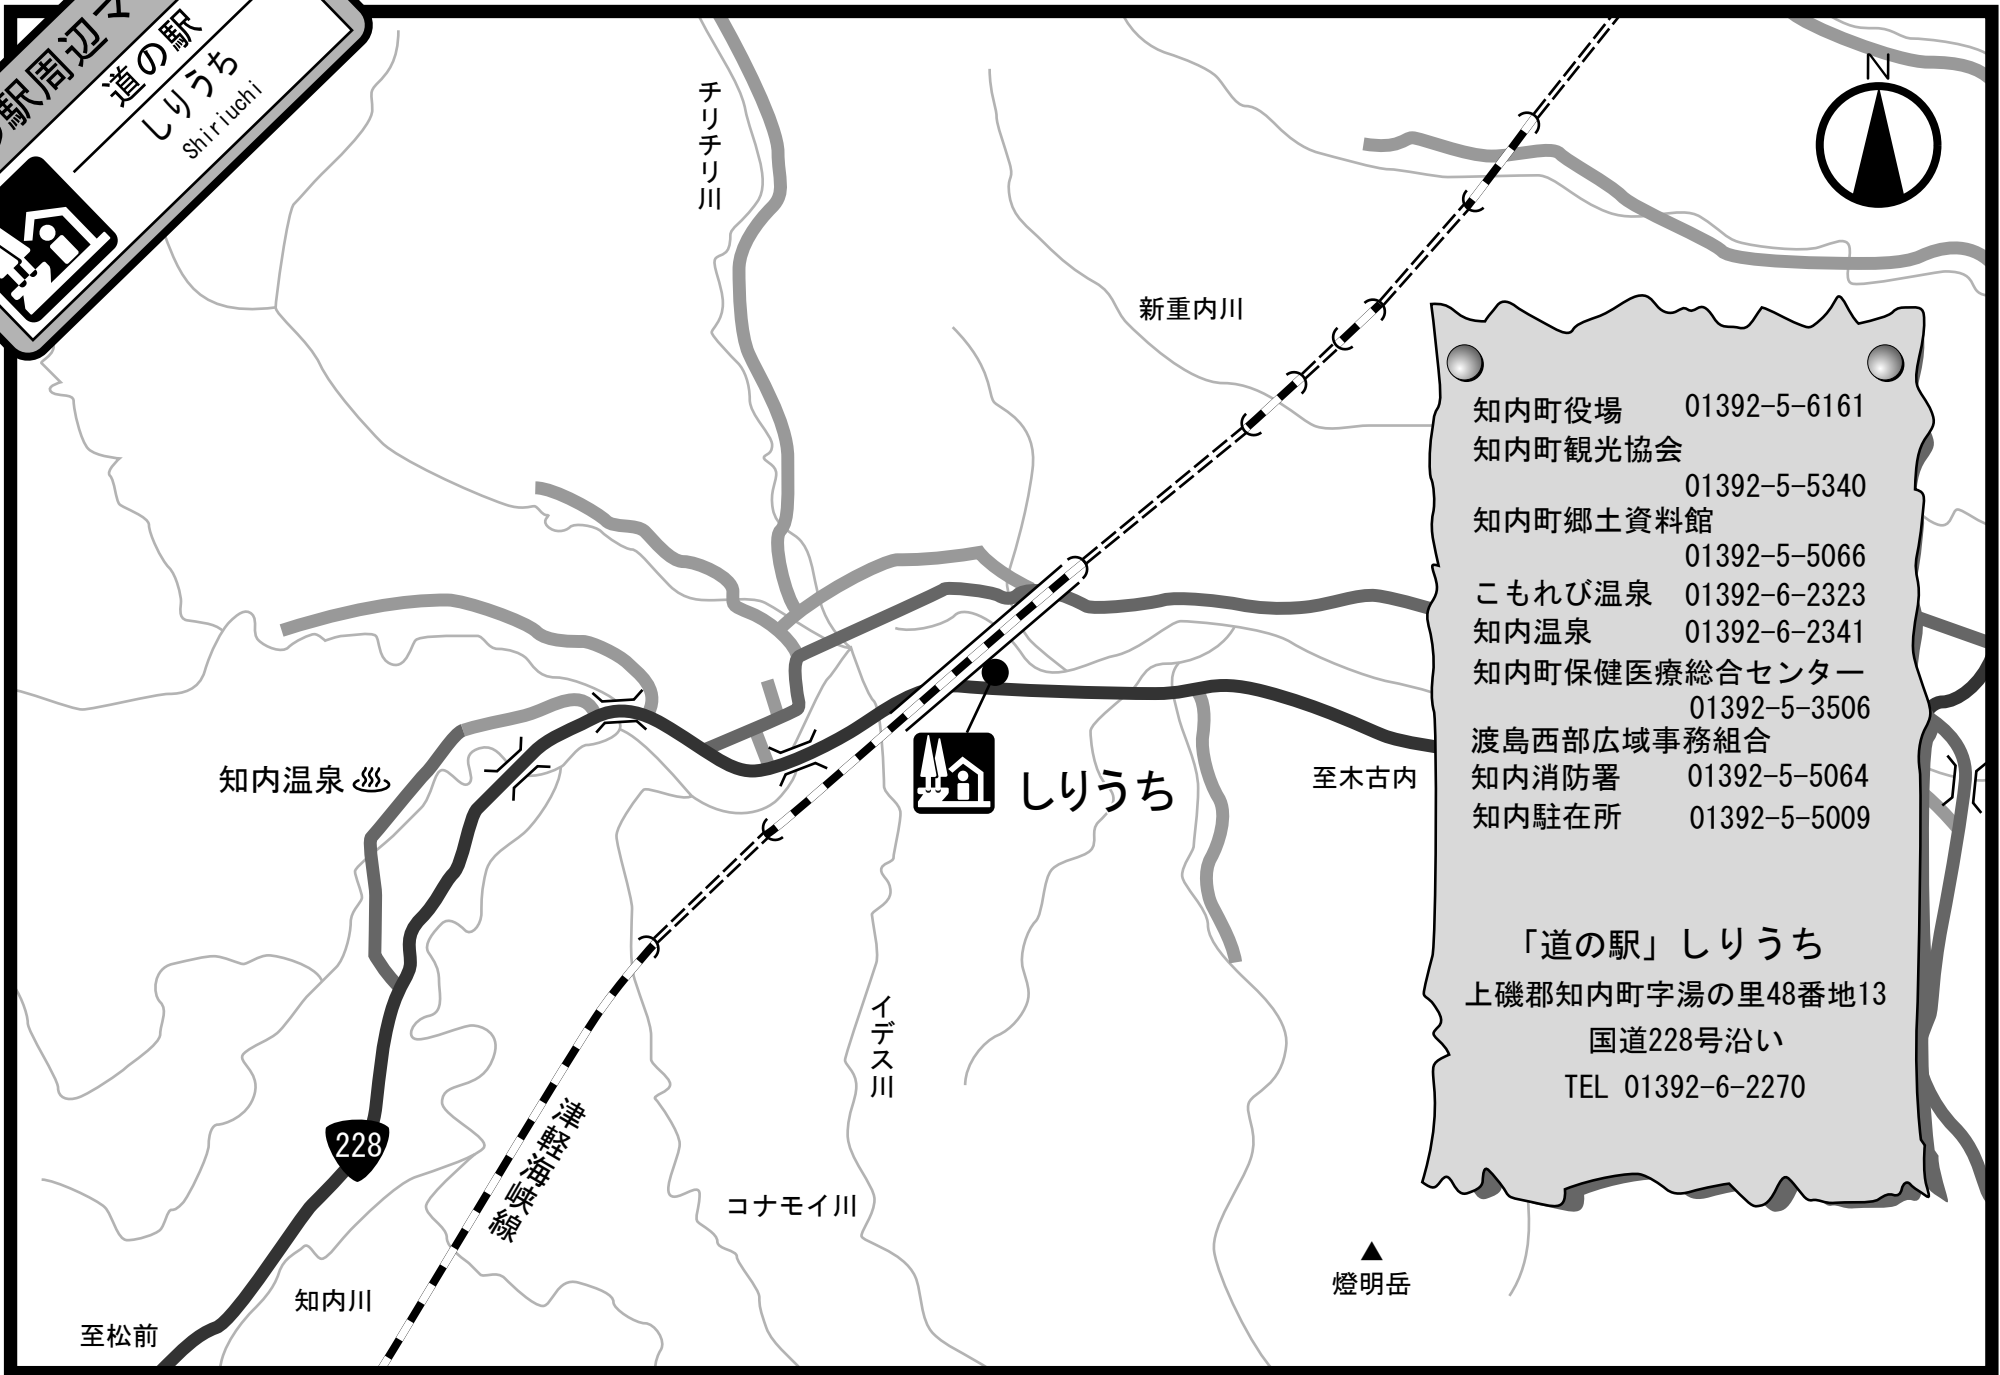 駅周辺マ
道の駅
しりうち
Shiriuchi
チリチリ川
N
新重内川
知内町役場 01392-5-6161
知内町観光協会
01392-5-5340
知内町郷土資料館
01392-5-5066
こもれび温泉 01392-6-2323
知内温泉 01392-6-2341
知内町保健医療総合センター
01392-5-3506
渡島西部広域事務組合
知内消防署 01392-5-5064
知内駐在所 01392-5-5009
「道の駅」しりうち
上磯郡知内町字湯の里48番地13
国道228号沿い
TEL 01392-6-2270
知内温泉
しりうち
至木古内
イデス川
228
津軽海峡線
コナモイ川
燈明岳
知内川
至松前